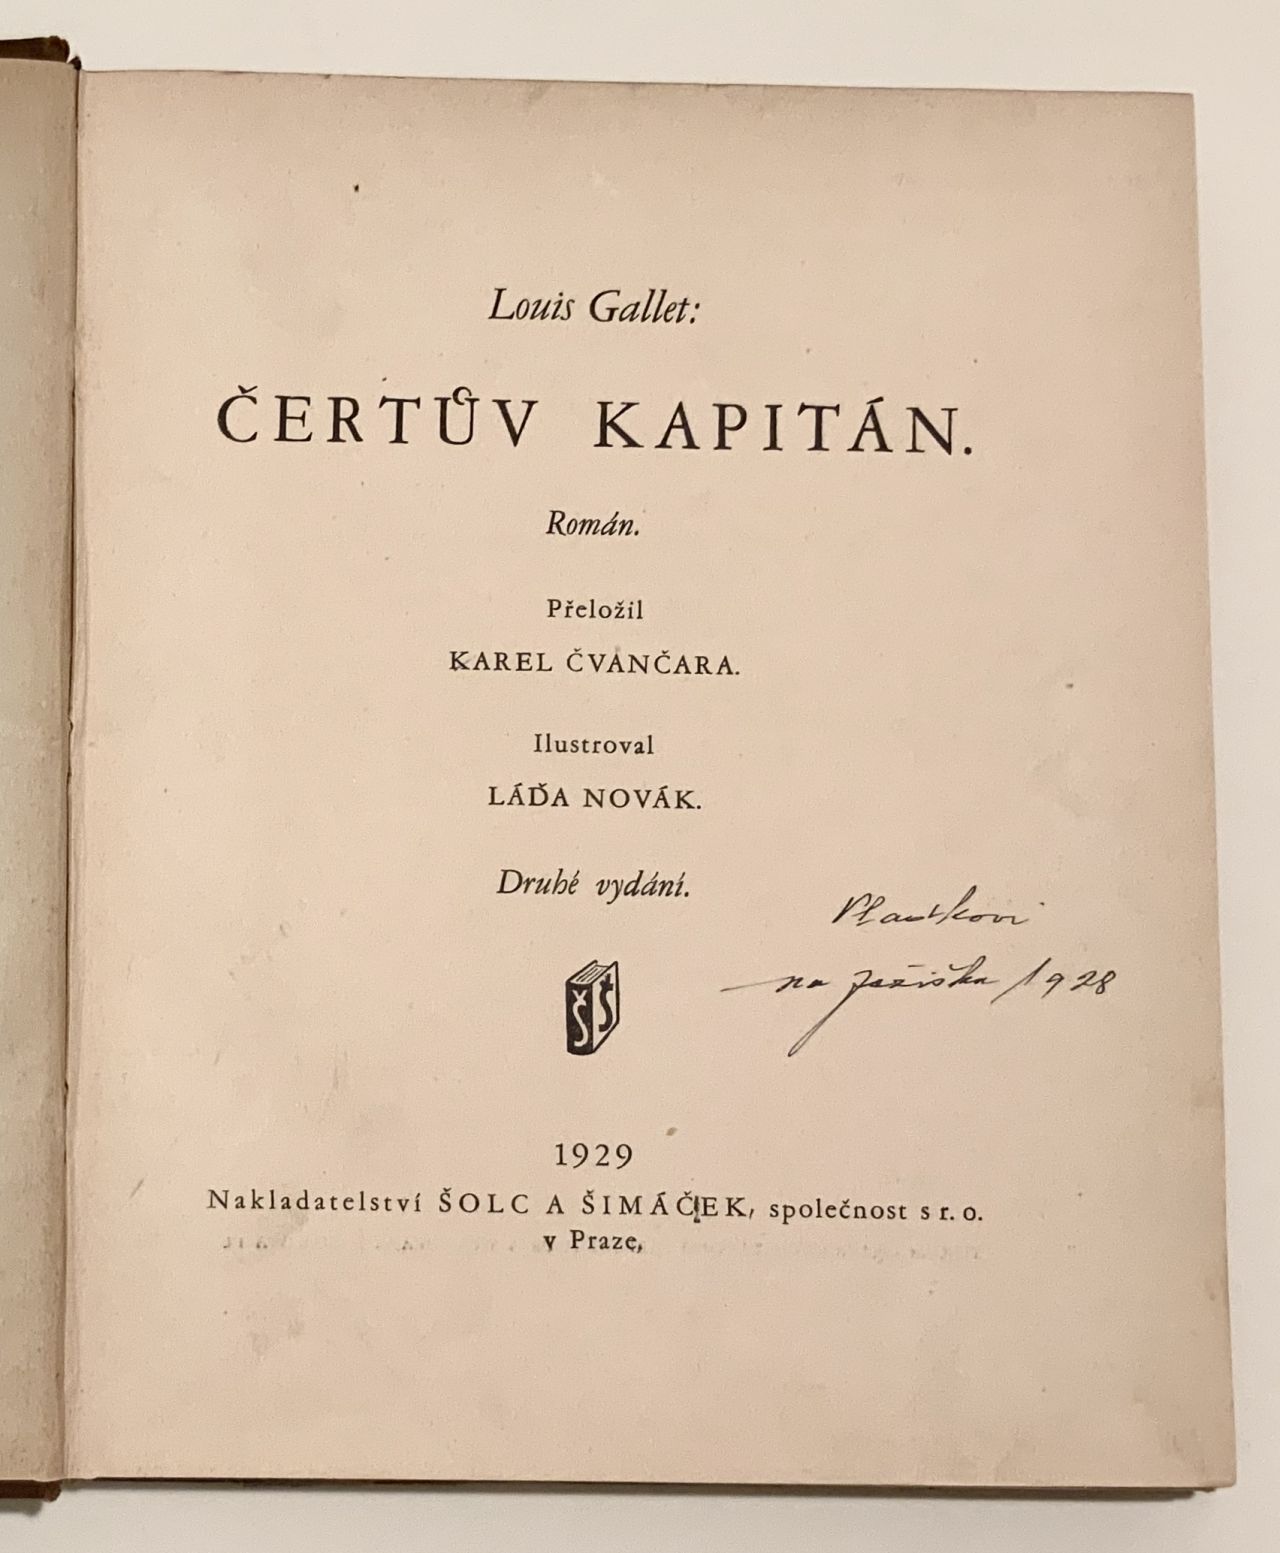 Louis Gallet:
ČERTŮV KAPITÁN.
Román.
Přeložil
KAREL ČVANČARA.
Ilustroval
LÁĎA NOVÁK.
Druhé vydání.
Vlastíkovi
na Ježíška 1928
Š Š
1929
Nakladatelství ŠOLC A ŠIMÁČEK, společnost s r. o.
v Praze,